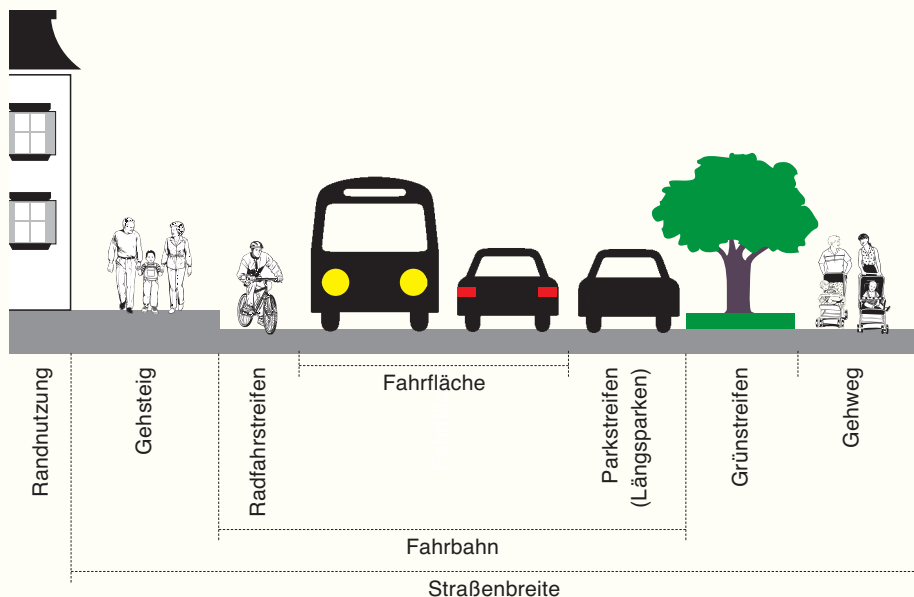 Randnutzung
Gehsteig
Radfahrstreifen
Fahrfläche
Parkstreifen
(Längsparken)
Grünstreifen
Gehweg
Fahrbahn
Straßenbreite